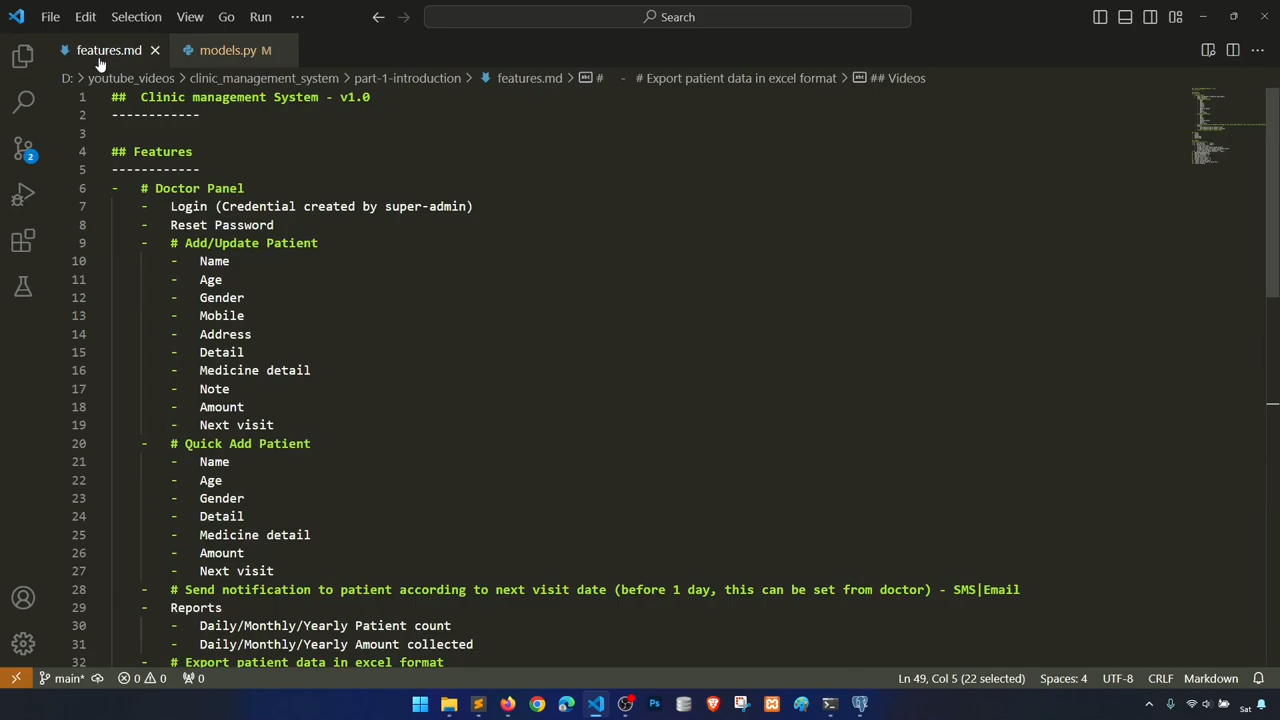 File Edit Selection View Go Run ··· Search
features.md models.py M
D: > youtube_videos > clinic_management_system > part-1-introduction > features.md > # - # Export patient data in excel format > ## Videos
1 ## Clinic management System - v1.0
2 ------------
3
4 ## Features
5 ------------
6 - # Doctor Panel
7 - Login (Credential created by super-admin)
8 - Reset Password
9 - # Add/Update Patient
10 - Name
11 - Age
12 - Gender
13 - Mobile
14 - Address
15 - Detail
16 - Medicine detail
17 - Note
18 - Amount
19 - Next visit
20 - # Quick Add Patient
21 - Name
22 - Age
23 - Gender
24 - Detail
25 - Medicine detail
26 - Amount
27 - Next visit
28 - # Send notification to patient according to next visit date (before 1 day, this can be set from doctor) - SMS|Email
29 - Reports
30 - Daily/Monthly/Yearly Patient count
31 - Daily/Monthly/Yearly Amount collected
32 - # Export patient data in excel format
2
main* 0 0 0 Ln 49, Col 5 (22 selected) Spaces: 4 UTF-8 CRLF Markdown
Ps Sat